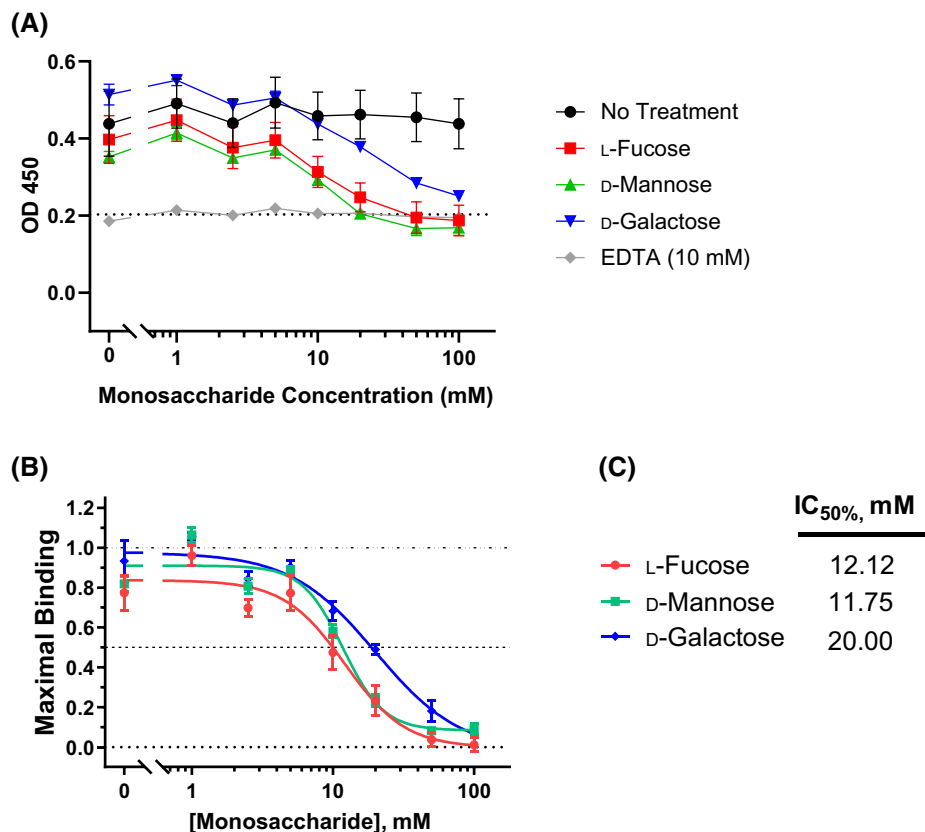 (A)
0.6
0.4
0.2
0.0
OD 450
0 1 10 100
Monosaccharide Concentration (mM)
No Treatment
L-Fucose
D-Mannose
D-Galactose
EDTA (10 mM)
(B)
1.2
1.0
0.8
0.6
0.4
0.2
0.0
Maximal Binding
0 1 10 100
[Monosaccharide], mM
(C)
IC50%, mM
L-Fucose 12.12
D-Mannose 11.75
D-Galactose 20.00